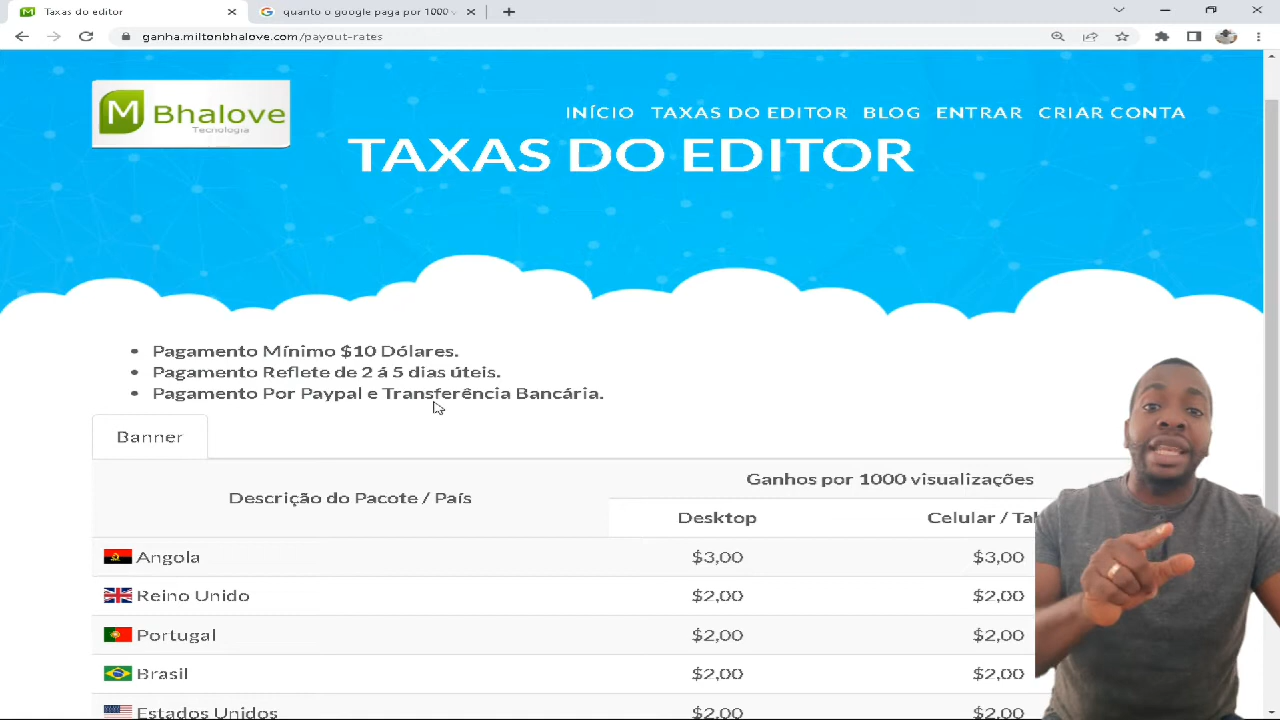 Taxas do editor
quanto o google paga por 1000 v
ganha.miltonbhalove.com/payout-rates
M Bhalove
Tecnologia
INÍCIO TAXAS DO EDITOR BLOG ENTRAR CRIAR CONTA
TAXAS DO EDITOR
• Pagamento Mínimo $10 Dólares.
• Pagamento Reflete de 2 á 5 dias úteis.
• Pagamento Por Paypal e Transferência Bancária.
Banner
Descrição do Pacote / País
Ganhos por 1000 visualizações
Desktop
Celular / Tal
Angola $3,00 $3,00
Reino Unido $2,00 $2,00
Portugal $2,00 $2,00
Brasil $2,00 $2,00
Estados Unidos $2,00 $2,00